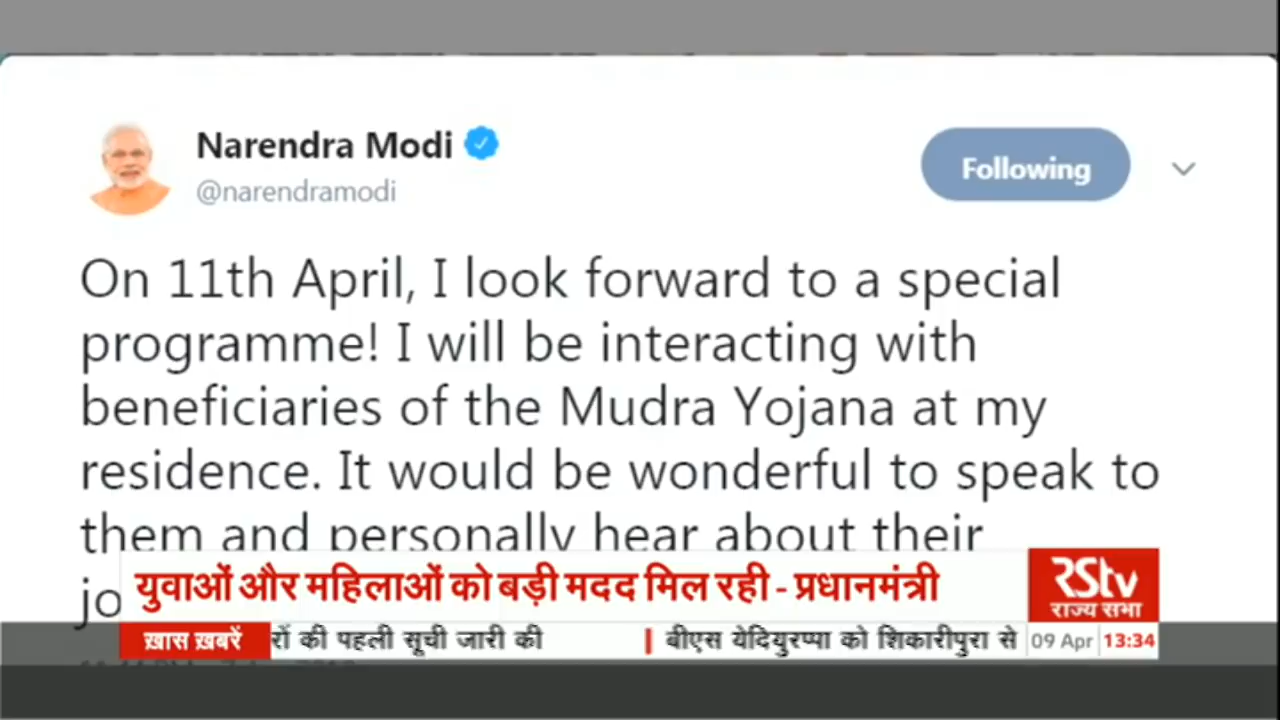 Narendra Modi
@narendramodi
Following
On 11th April, I look forward to a special
programme! I will be interacting with
beneficiaries of the Mudra Yojana at my
residence. It would be wonderful to speak to
them and personally hear about their
jo
युवाओं और महिलाओं को बड़ी मदद मिल रही - प्रधानमंत्री
RStv
राज्य सभा
ख़ास ख़बरें
रों की पहली सूची जारी की | बीएस येदियुरप्पा को शिकारीपुरा से
09 Apr 13:34